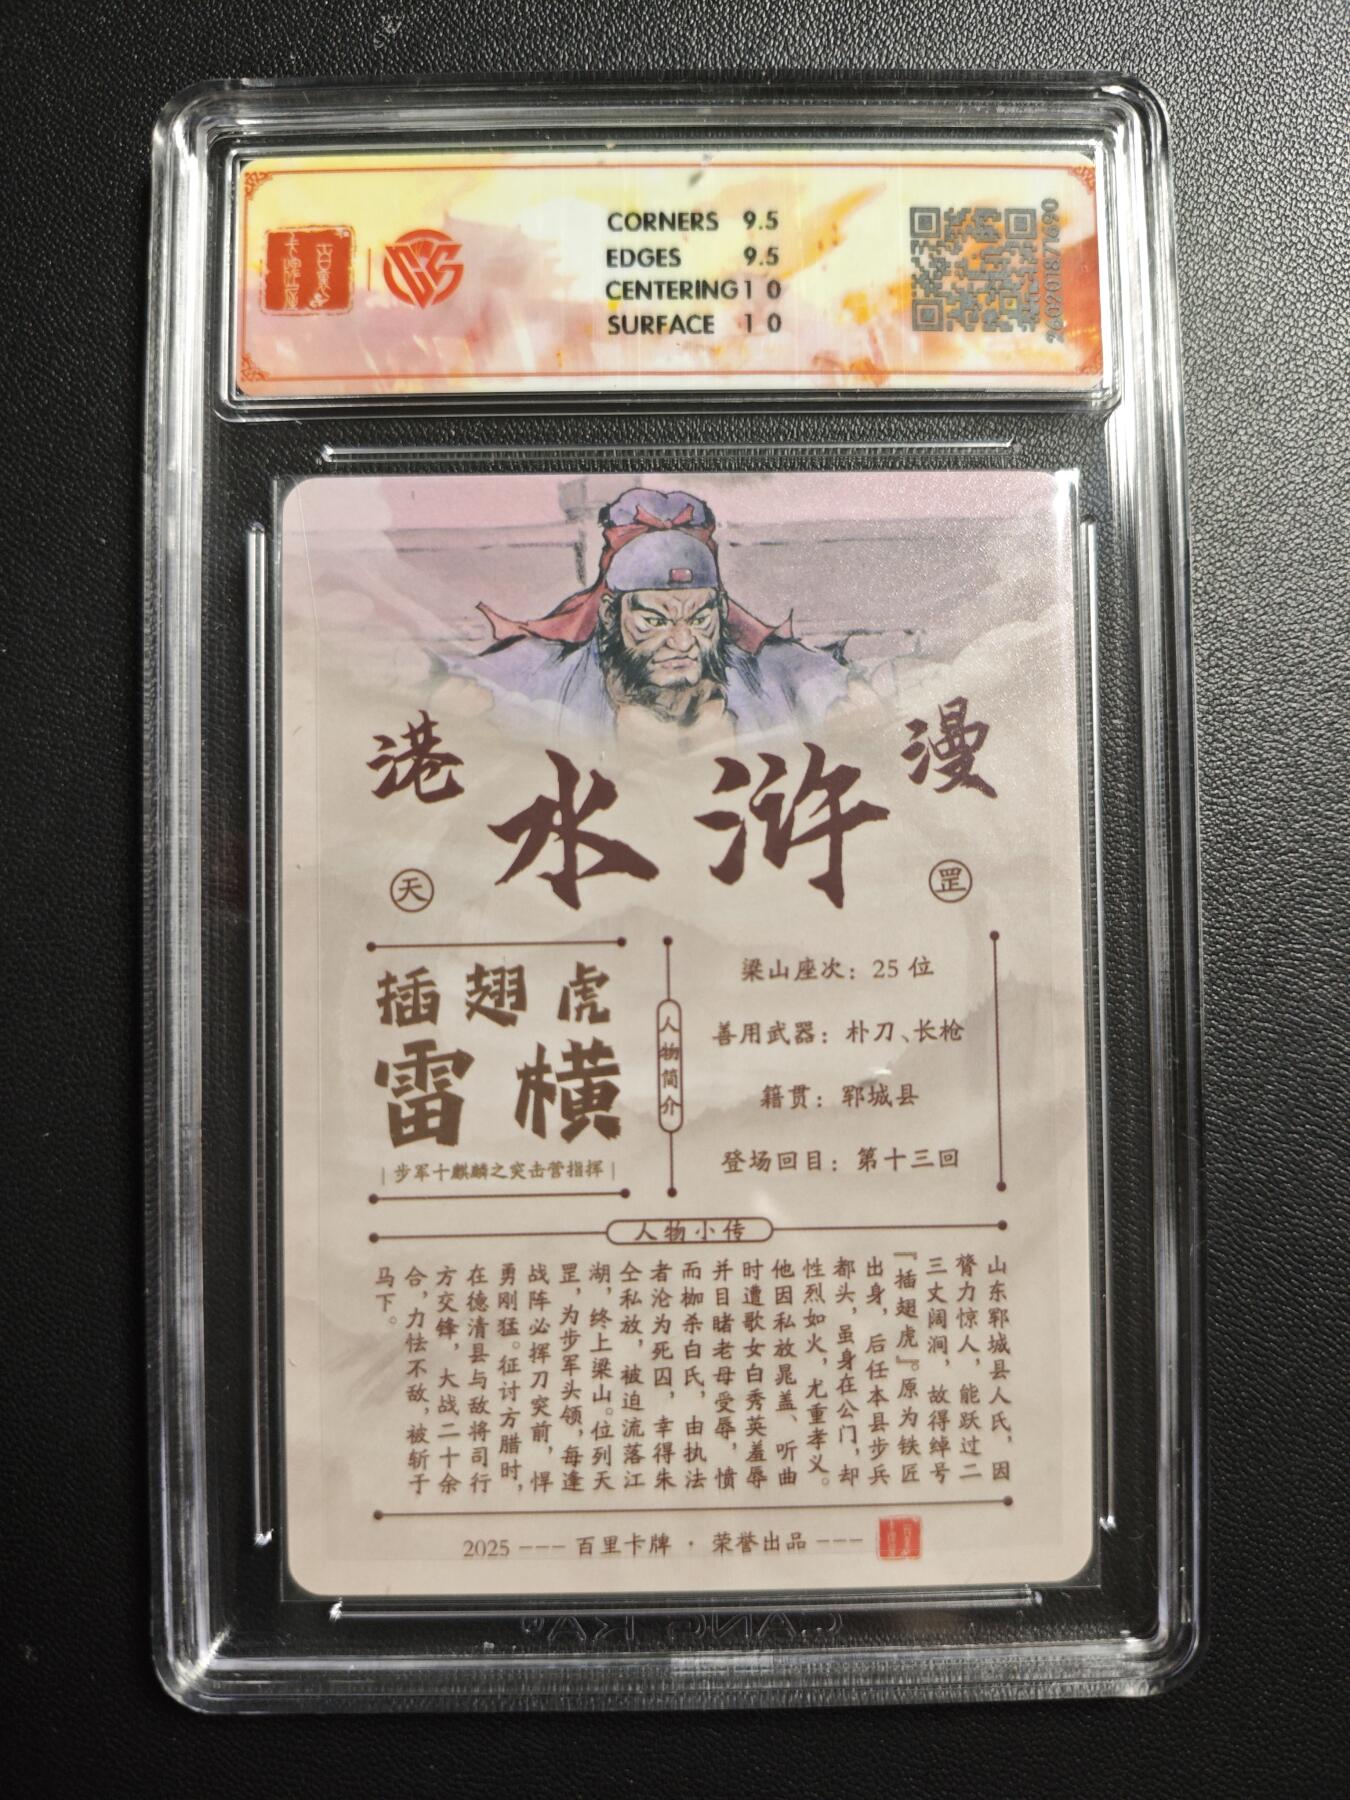 百里
卡牌屋
CORNERS 9.5
EDGES 9.5
CENTERING 10
SURFACE 10
港 水 浒 漫
天 罡
插翅虎
雷横
步军十麒麟之突击营指挥
人物简介
梁山座次：25 位
善用武器：朴刀、长枪
籍贯：郓城县
登场回目：第十三回
人物小传
山东郓城县人氏，因
膂力惊人，能跃过二
三丈阔涧，故得绰号
『插翅虎』。原为铁匠
出身，后任本县步兵
都头，虽身在公门，却
性烈如火，尤重孝义。
他因私放晁盖、听曲
时遭歌女白秀英羞辱
并目睹老母受辱，愤
而枷杀白氏，由执法
者沦为死囚，幸得朱
仝私放，被迫流落江
湖，终上梁山。位列天
罡，为步军头领，每逢
战阵必挥刀突前，悍
勇刚猛。征讨方腊时，
在德清县与敌将司行
方交锋，大战二十余
合，力怯不敌，被斩于
马下。
2025 --- 百里卡牌 · 荣誉出品 ---